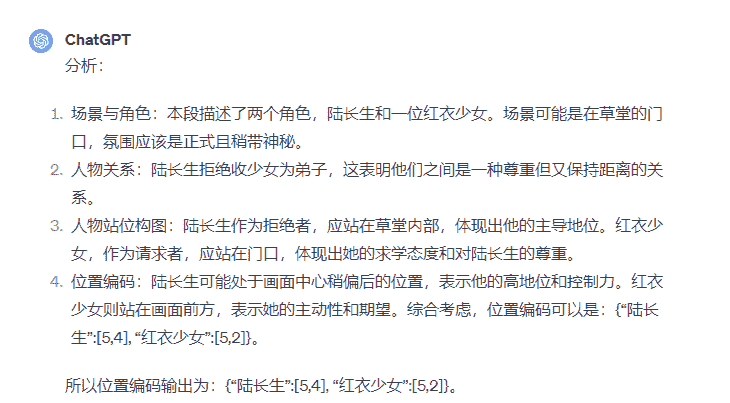 ChatGPT
分析：
1. 场景与角色：本段描述了两个角色，陆长生和一位红衣少女。场景可能是在草堂的门
口，氛围应该是正式且稍带神秘。
2. 人物关系：陆长生拒绝收少女为弟子，这表明他们之间是一种尊重但又保持距离的关
系。
3. 人物站位构图：陆长生作为拒绝者，应站在草堂内部，体现出他的主导地位。红衣少
女，作为请求者，应站在门口，体现出她的求学态度和对陆长生的尊重。
4. 位置编码：陆长生可能处于画面中心稍偏后的位置，表示他的高地位和控制力。红衣
少女则站在画面前方，表示她的主动性和期望。综合考虑，位置编码可以是：{“陆长
生”:[5,4], “红衣少女”:[5,2]}。
所以位置编码输出为：{“陆长生”:[5,4], “红衣少女”:[5,2]}。